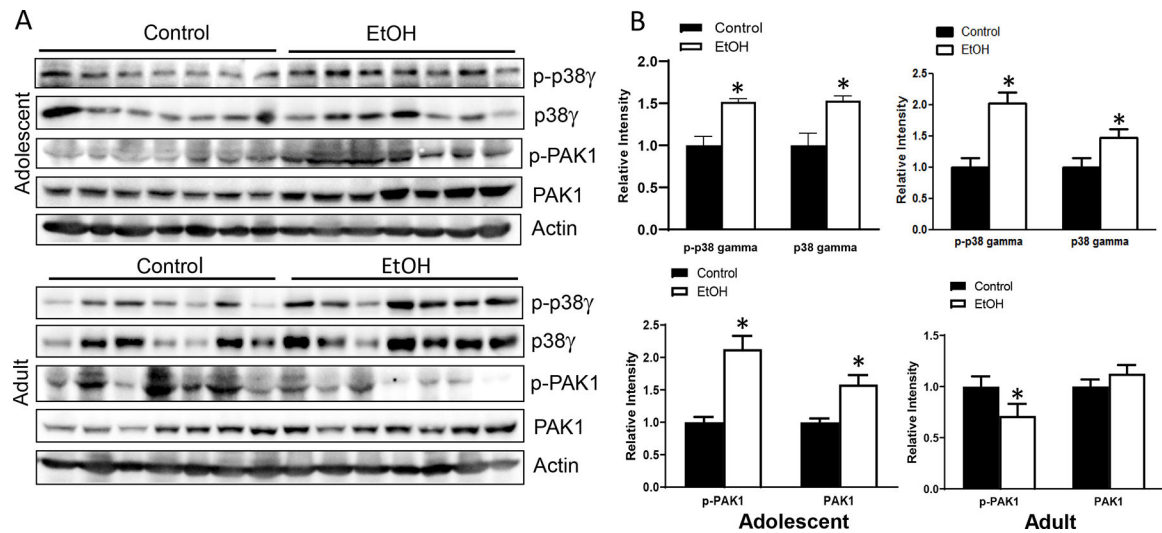 A
Control EtOH
Adolescent
p-p38γ
p38γ
p-PAK1
PAK1
Actin
Control EtOH
Adult
p-p38γ
p38γ
p-PAK1
PAK1
Actin
B
Control
EtOH
Relative Intensity
2.0
*
*
1.5
1.0
0.5
0.0
p-p38 gamma p38 gamma
Control
EtOH
Relative Intensity
2.5
*
2.0
*
1.5
1.0
0.5
0.0
p-p38 gamma p38 gamma
Control
EtOH
Relative Intensity
2.5
*
2.0
*
1.5
1.0
0.5
0.0
p-PAK1 PAK1
Adolescent
Control
EtOH
Relative Intensity
1.5
1.0
*
0.5
0.0
p-PAK1 PAK1
Adult